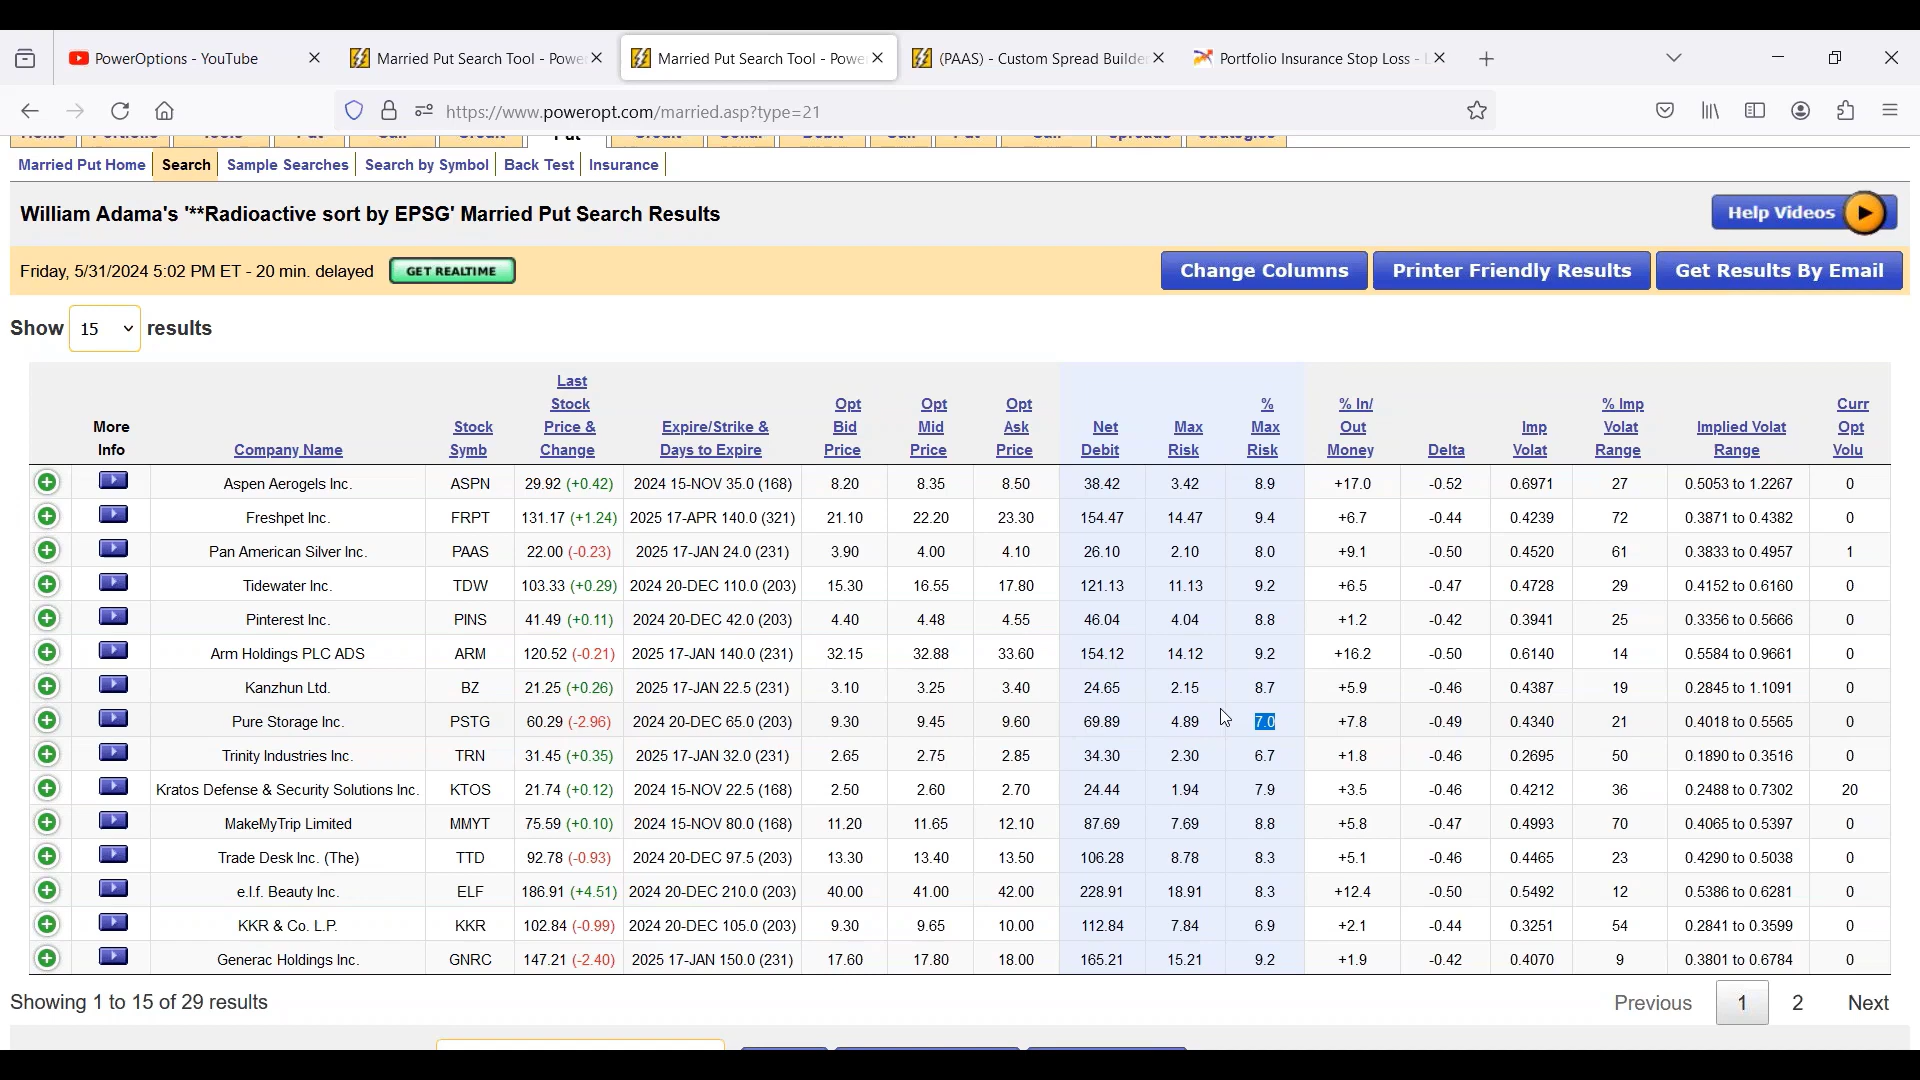 PowerOptions - YouTube
Married Put Search Tool - Powe
Married Put Search Tool - Powe
(PAAS) - Custom Spread Builde
Portfolio Insurance Stop Loss -
https://www.poweropt.com/married.asp?type=21
Married Put Home Search Sample Searches Search by Symbol Back Test Insurance
William Adama's '**Radioactive sort by EPSG' Married Put Search Results
Help Videos
Friday, 5/31/2024 5:02 PM ET - 20 min. delayed GET REALTIME
Change Columns Printer Friendly Results Get Results By Email
Show 15 results
More Info Company Name Stock Symb Last Stock Price & Change Expire/Strike & Days to Expire Opt Bid Price Opt Mid Price Opt Ask Price Net Debit Max Risk % Max Risk % In/ Out Money Delta Imp Volat % Imp Volat Range Implied Volat Range Curr Opt Volu
Aspen Aerogels Inc. ASPN 29.92 (+0.42) 2024 15-NOV 35.0 (168) 8.20 8.35 8.50 38.42 3.42 8.9 +17.0 -0.52 0.6971 27 0.5053 to 1.2267 0
Freshpet Inc. FRPT 131.17 (+1.24) 2025 17-APR 140.0 (321) 21.10 22.20 23.30 154.47 14.47 9.4 +6.7 -0.44 0.4239 72 0.3871 to 0.4382 0
Pan American Silver Inc. PAAS 22.00 (-0.23) 2025 17-JAN 24.0 (231) 3.90 4.00 4.10 26.10 2.10 8.0 +9.1 -0.50 0.4520 61 0.3833 to 0.4957 1
Tidewater Inc. TDW 103.33 (+0.29) 2024 20-DEC 110.0 (203) 15.30 16.55 17.80 121.13 11.13 9.2 +6.5 -0.47 0.4728 29 0.4152 to 0.6160 0
Pinterest Inc. PINS 41.49 (+0.11) 2024 20-DEC 42.0 (203) 4.40 4.48 4.55 46.04 4.04 8.8 +1.2 -0.42 0.3941 25 0.3356 to 0.5666 0
Arm Holdings PLC ADS ARM 120.52 (-0.21) 2025 17-JAN 140.0 (231) 32.15 32.88 33.60 154.12 14.12 9.2 +16.2 -0.50 0.6140 14 0.5584 to 0.9661 0
Kanzhun Ltd. BZ 21.25 (+0.26) 2025 17-JAN 22.5 (231) 3.10 3.25 3.40 24.65 2.15 8.7 +5.9 -0.46 0.4387 19 0.2845 to 1.1091 0
Pure Storage Inc. PSTG 60.29 (-2.96) 2024 20-DEC 65.0 (203) 9.30 9.45 9.60 69.89 4.89 7.0 +7.8 -0.49 0.4340 21 0.4018 to 0.5565 0
Trinity Industries Inc. TRN 31.45 (+0.35) 2025 17-JAN 32.0 (231) 2.65 2.75 2.85 34.30 2.30 6.7 +1.8 -0.46 0.2695 50 0.1890 to 0.3516 0
Kratos Defense & Security Solutions Inc. KTOS 21.74 (+0.12) 2024 15-NOV 22.5 (168) 2.50 2.60 2.70 24.44 1.94 7.9 +3.5 -0.46 0.4212 36 0.2488 to 0.7302 20
MakeMyTrip Limited MMYT 75.59 (+0.10) 2024 15-NOV 80.0 (168) 11.20 11.65 12.10 87.69 7.69 8.8 +5.8 -0.47 0.4993 70 0.4065 to 0.5397 0
Trade Desk Inc. (The) TTD 92.78 (-0.93) 2024 20-DEC 97.5 (203) 13.30 13.40 13.50 106.28 8.78 8.3 +5.1 -0.46 0.4465 23 0.4290 to 0.5038 0
e.l.f. Beauty Inc. ELF 186.91 (+4.51) 2024 20-DEC 210.0 (203) 40.00 41.00 42.00 228.91 18.91 8.3 +12.4 -0.50 0.5492 12 0.5386 to 0.6281 0
KKR & Co. L.P. KKR 102.84 (-0.99) 2024 20-DEC 105.0 (203) 9.30 9.65 10.00 112.84 7.84 6.9 +2.1 -0.44 0.3251 54 0.2841 to 0.3599 0
Generac Holdings Inc. GNRC 147.21 (-2.40) 2025 17-JAN 150.0 (231) 17.60 17.80 18.00 165.21 15.21 9.2 +1.9 -0.42 0.4070 9 0.3801 to 0.6784 0
Showing 1 to 15 of 29 results
Previous 1 2 Next